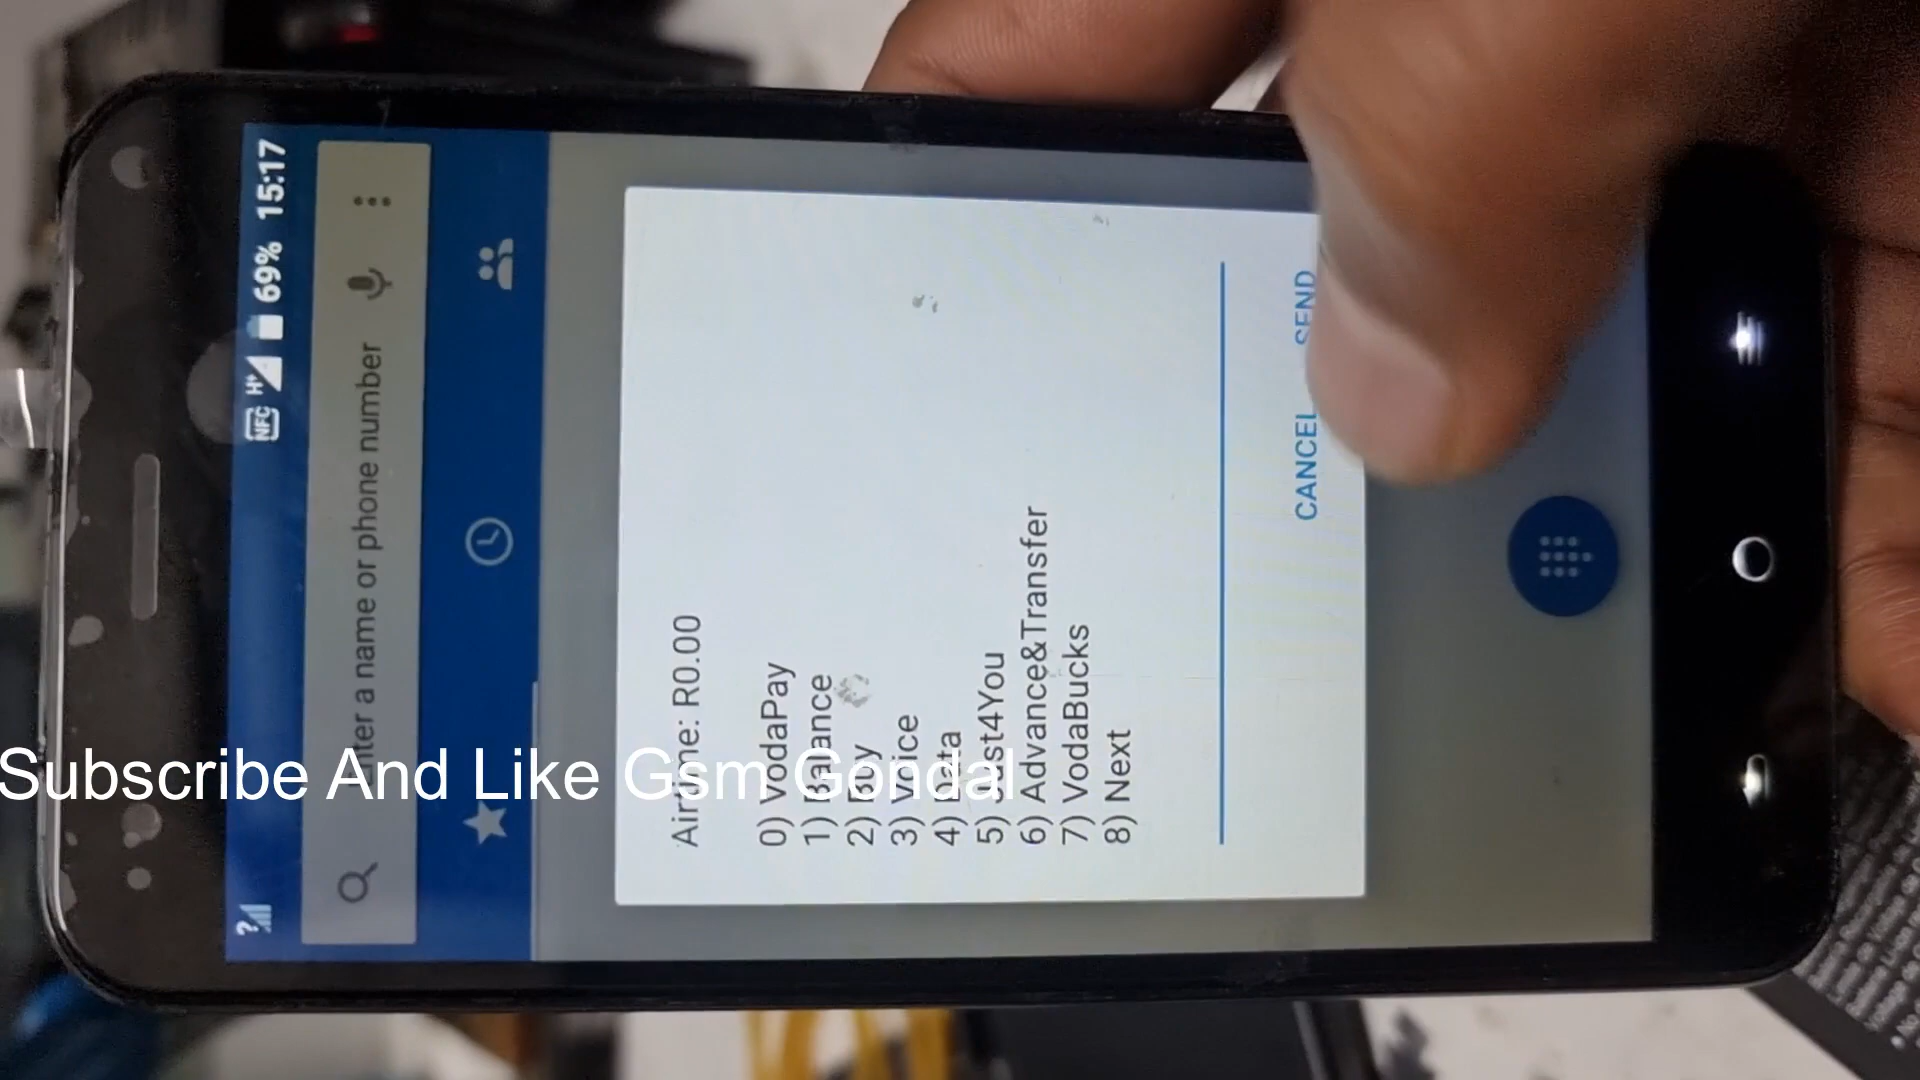 NFC H+ 69% 15:17
Enter a name or phone number
Airtime: R0.00
0) VodaPay
1) Balance
2) Buy
3) Voice
4) Data
5) Just4You
6) Advance&Transfer
7) VodaBucks
8) Next
CANCEL SEND
Subscribe And Like Gsm Gondal